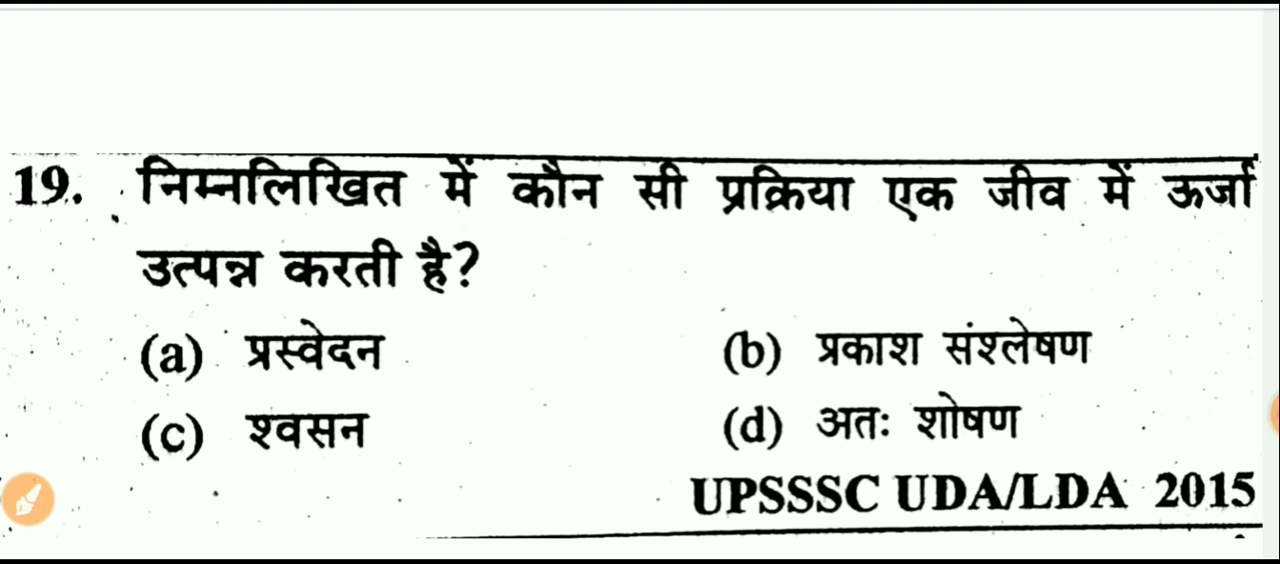 19. निम्नलिखित में कौन सी प्रक्रिया एक जीव में ऊर्जा
उत्पन्न करती है?
(a) प्रस्वेदन (b) प्रकाश संश्लेषण
(c) श्वसन (d) अतः शोषण
UPSSSC UDA/LDA 2015